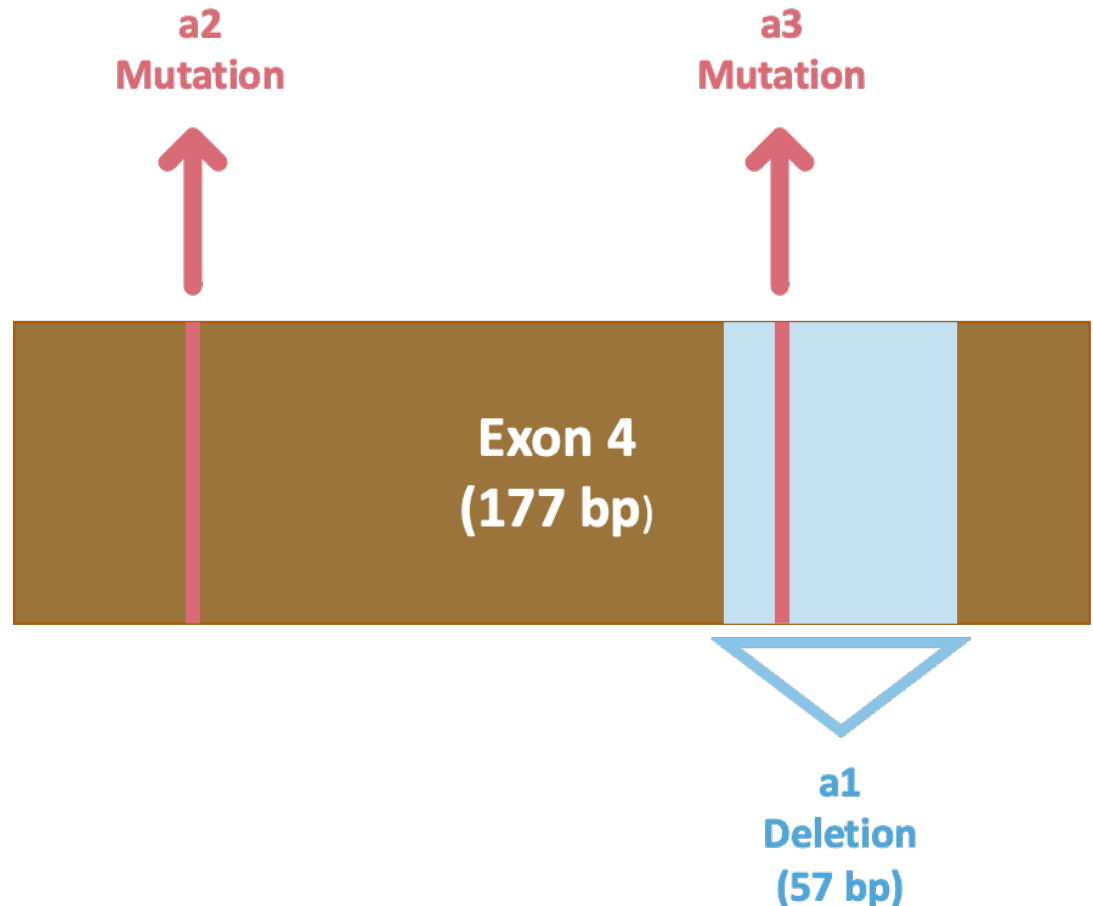 a2
Mutation
a3
Mutation
Exon 4
(177 bp)
a1
Deletion
(57 bp)